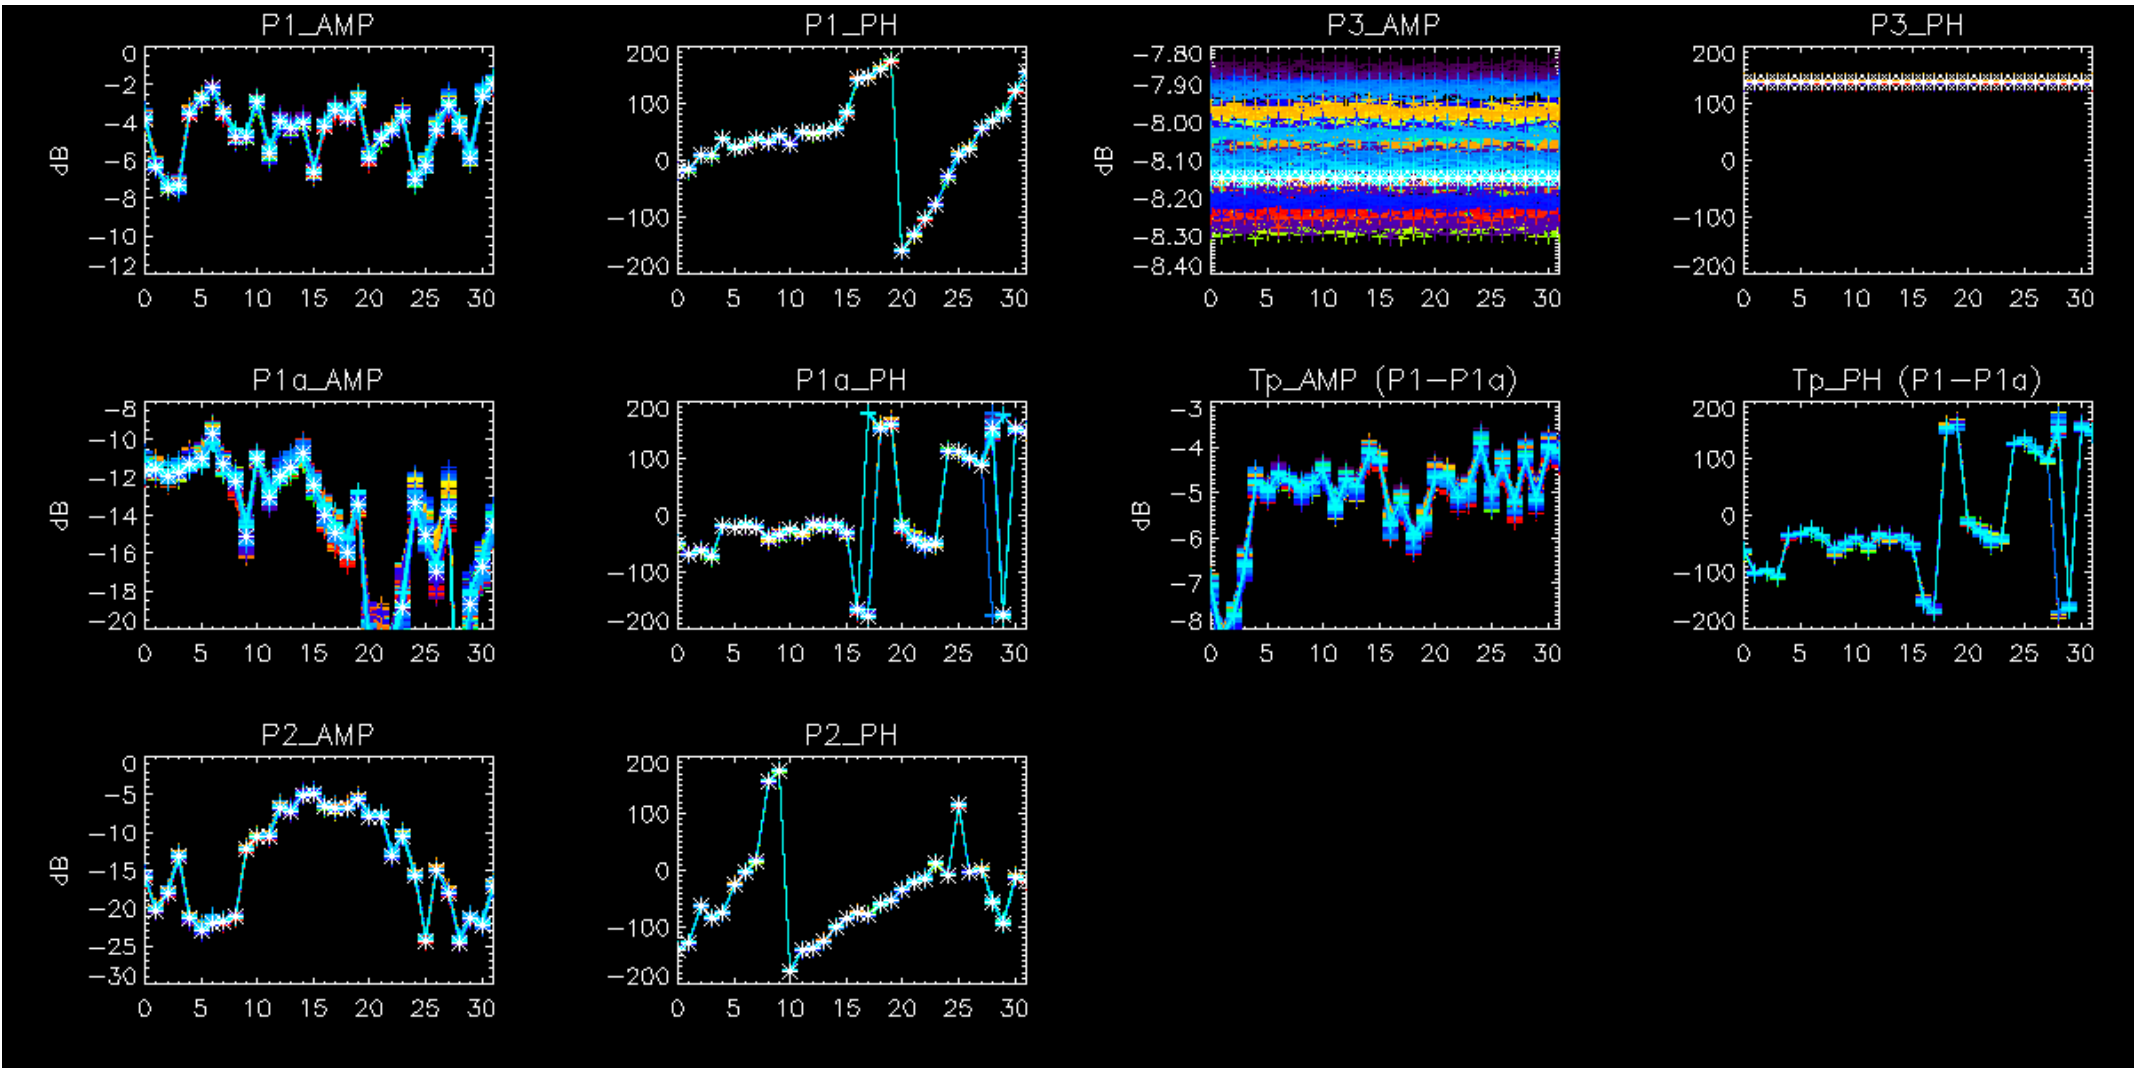 P1_AMP
P1_PH
P3_AMP
P3_PH
0
−2
−4
−6
−8
−10
−12
dB
0 5 10 15 20 25 30
200
100
0
−100
−200
0 5 10 15 20 25 30
−7.80
−7.90
−8.00
−8.10
−8.20
−8.30
−8.40
dB
0 5 10 15 20 25 30
200
100
0
−100
−200
0 5 10 15 20 25 30
P1a_AMP
P1a_PH
Tp_AMP (P1−P1a)
Tp_PH (P1−P1a)
−8
−10
−12
−14
−16
−18
−20
dB
0 5 10 15 20 25 30
200
100
0
−100
−200
0 5 10 15 20 25 30
−3
−4
−5
−6
−7
−8
dB
0 5 10 15 20 25 30
200
100
0
−100
−200
0 5 10 15 20 25 30
P2_AMP
P2_PH
0
−5
−10
−15
−20
−25
−30
dB
0 5 10 15 20 25 30
200
100
0
−100
−200
0 5 10 15 20 25 30